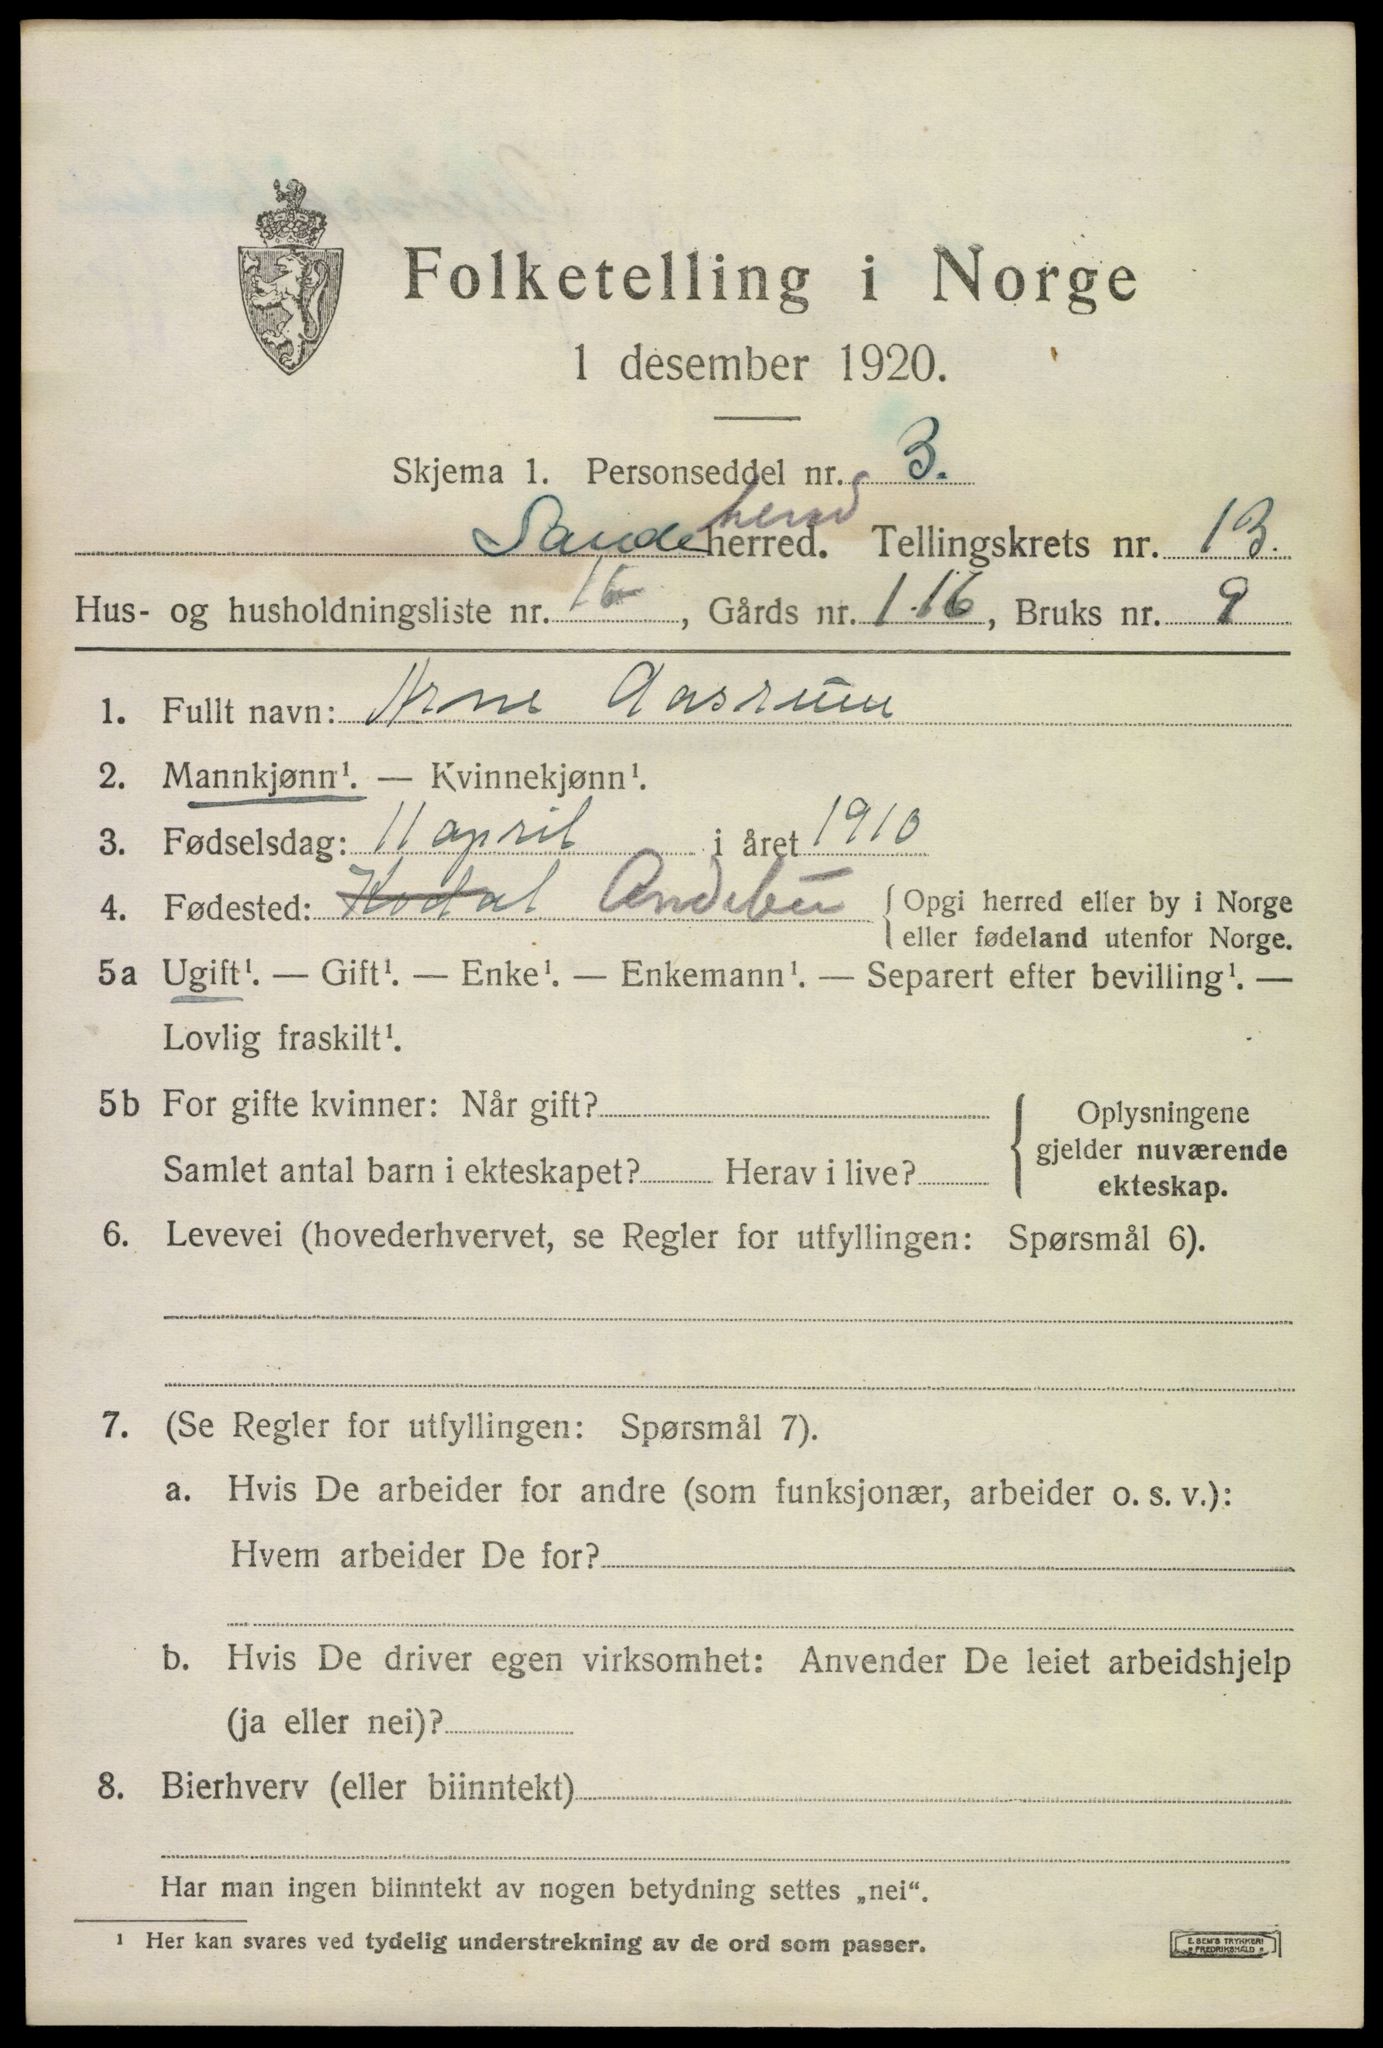 Folketelling i Norge
1 desember 1920.
Skjema 1. Personseddel nr. 3.
Sande herad herred. Tellingskrets nr. 13.
Hus- og husholdningsliste nr. 16, Gårds nr. 116, Bruks nr. 9
1. Fullt navn: Arne Aasrum
2. Mannkjønn¹. — Kvinnekjønn¹.
3. Fødselsdag: 11 april i året 1910
4. Fødested: Kodal Andebu { Opgi herred eller by i Norge
eller fødeland utenfor Norge.
5a Ugift¹. — Gift¹. — Enke¹. — Enkemann¹. — Separert efter bevilling¹. —
Lovlig fraskilt¹.
5b For gifte kvinner: Når gift?
Samlet antal barn i ekteskapet? Herav i live?
{ Oplysningene
gjelder nuværende
ekteskap.
6. Levevei (hovederhvervet, se Regler for utfyllingen: Spørsmål 6).
7. (Se Regler for utfyllingen: Spørsmål 7).
a. Hvis De arbeider for andre (som funksjonær, arbeider o. s. v.):
Hvem arbeider De for?
b. Hvis De driver egen virksomhet: Anvender De leiet arbeidshjelp
(ja eller nei)?
8. Bierhverv (eller biinntekt)
Har man ingen biinntekt av nogen betydning settes „nei“.
¹ Her kan svares ved tydelig understrekning av de ord som passer.
E. SEM'S TRYKKERI
FREDRIKSHALD